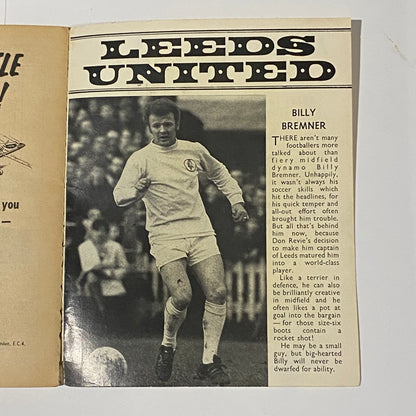 TLE
!
you
—
ondon, E.C.4.
LEEDS
UNITED
BILLY
BREMNER
THERE aren't many
footballers more
talked about than
fiery midfield
dynamo Billy
Bremner. Unhappily,
it wasn't always his
soccer skills which
hit the headlines, for
his quick temper and
all-out effort often
brought him trouble.
But all that's behind
him now, because
Don Revie's decision
to make him captain
of Leeds matured him
into a world-class
player.
Like a terrier in
defence, he can also
be brilliantly creative
in midfield and he
often likes a pot at
goal into the bargain
—for those size-six
boots contain a
rocket shot!
He may be a small
guy, but big-hearted
Billy will never be
dwarfed for ability.